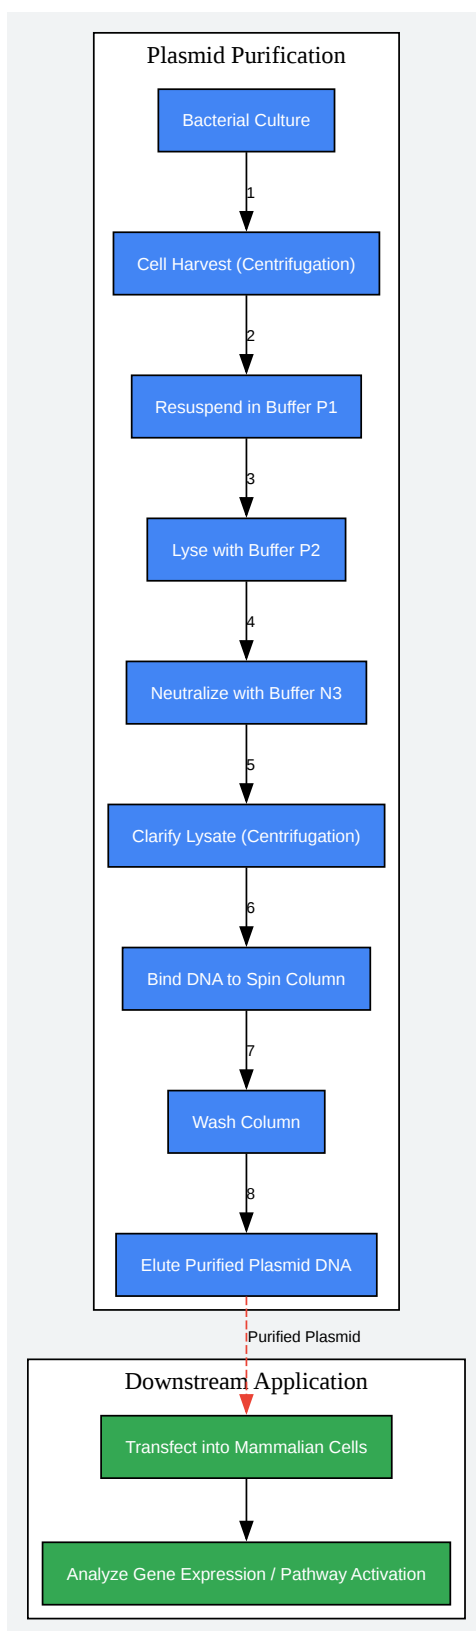 Plasmid Purification
Bacterial Culture
1
Cell Harvest (Centrifugation)
2
Resuspend in Buffer P1
3
Lyse with Buffer P2
4
Neutralize with Buffer N3
5
Clarify Lysate (Centrifugation)
6
Bind DNA to Spin Column
7
Wash Column
8
Elute Purified Plasmid DNA
Purified Plasmid
Downstream Application
Transfect into Mammalian Cells
Analyze Gene Expression / Pathway Activation